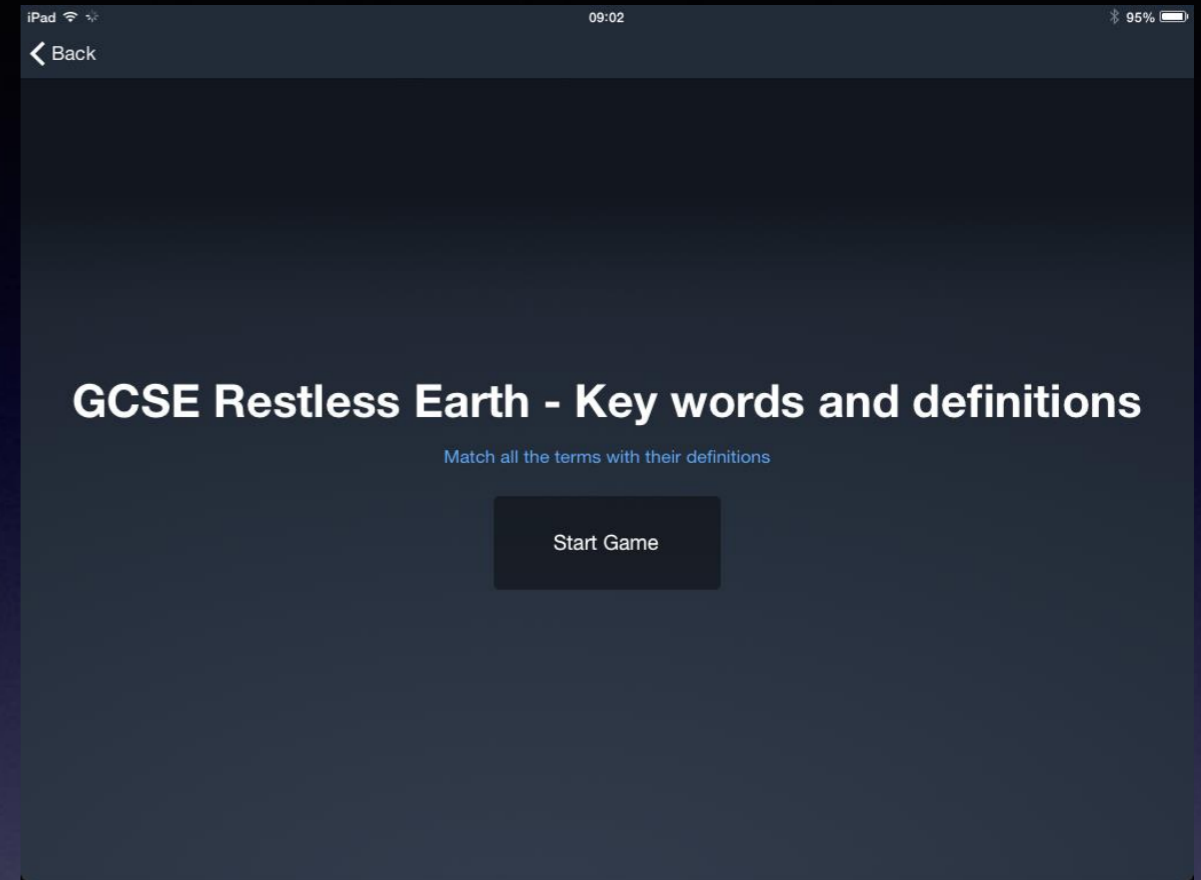 iPad 09:02 95%
Back
GCSE Restless Earth - Key words and definitions
Match all the terms with their definitions
Start Game